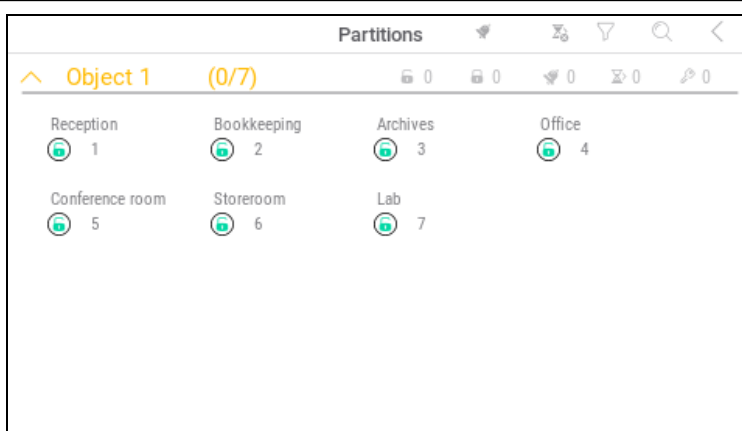 Partitions
Object 1 (0/7) 0 0 0 0 0
Reception Bookkeeping Archives Office
1 2 3 4
Conference room Storeroom Lab
5 6 7